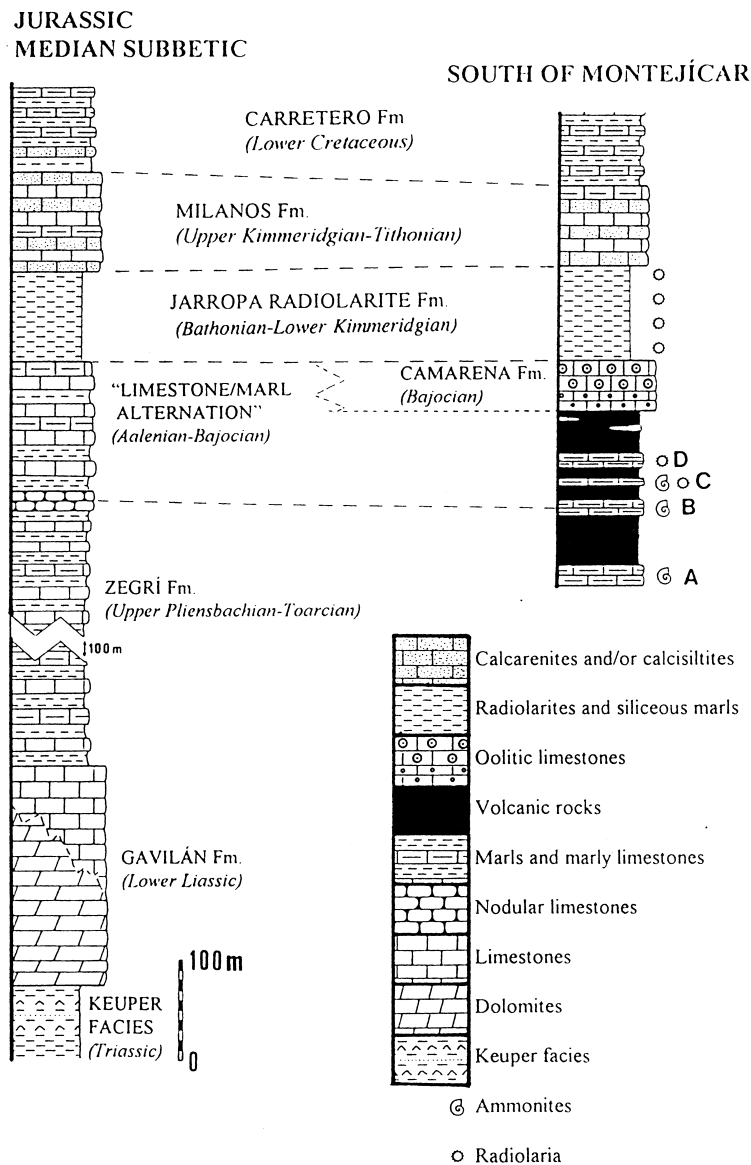 JURASSIC
MEDIAN SUBBETIC
SOUTH OF MONTEJÍCAR
CARRETERO Fm
(Lower Cretaceous)
MILANOS Fm.
(Upper Kimmeridgian-Tithonian)
JARROPA RADIOLARITE Fm.
(Bathonian-Lower Kimmeridgian)
CAMARENA Fm.
(Bajocian)
"LIMESTONE/MARL
ALTERNATION"
(Aalenian-Bajocian)
D
C
B
A
ZEGRÍ Fm.
(Upper Pliensbachian-Toarcian)
100m
GAVILÁN Fm.
(Lower Liassic)
100m
0
KEUPER
FACIES
(Triassic)
Calcarenites and/or calcisiltites
Radiolarites and siliceous marls
Oolitic limestones
Volcanic rocks
Marls and marly limestones
Nodular limestones
Limestones
Dolomites
Keuper facies
Ammonites
Radiolaria